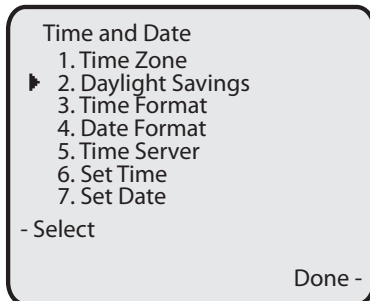 Time and Date
1. Time Zone
2. Daylight Savings
3. Time Format
4. Date Format
5. Time Server
6. Set Time
7. Set Date
- Select
Done -